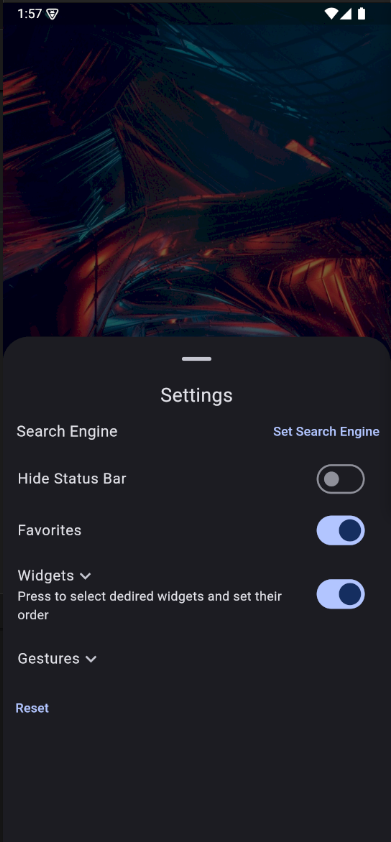 1:57
Settings
Search Engine Set Search Engine
Hide Status Bar
Favorites
Widgets
Press to select dedired widgets and set their
order
Gestures
Reset